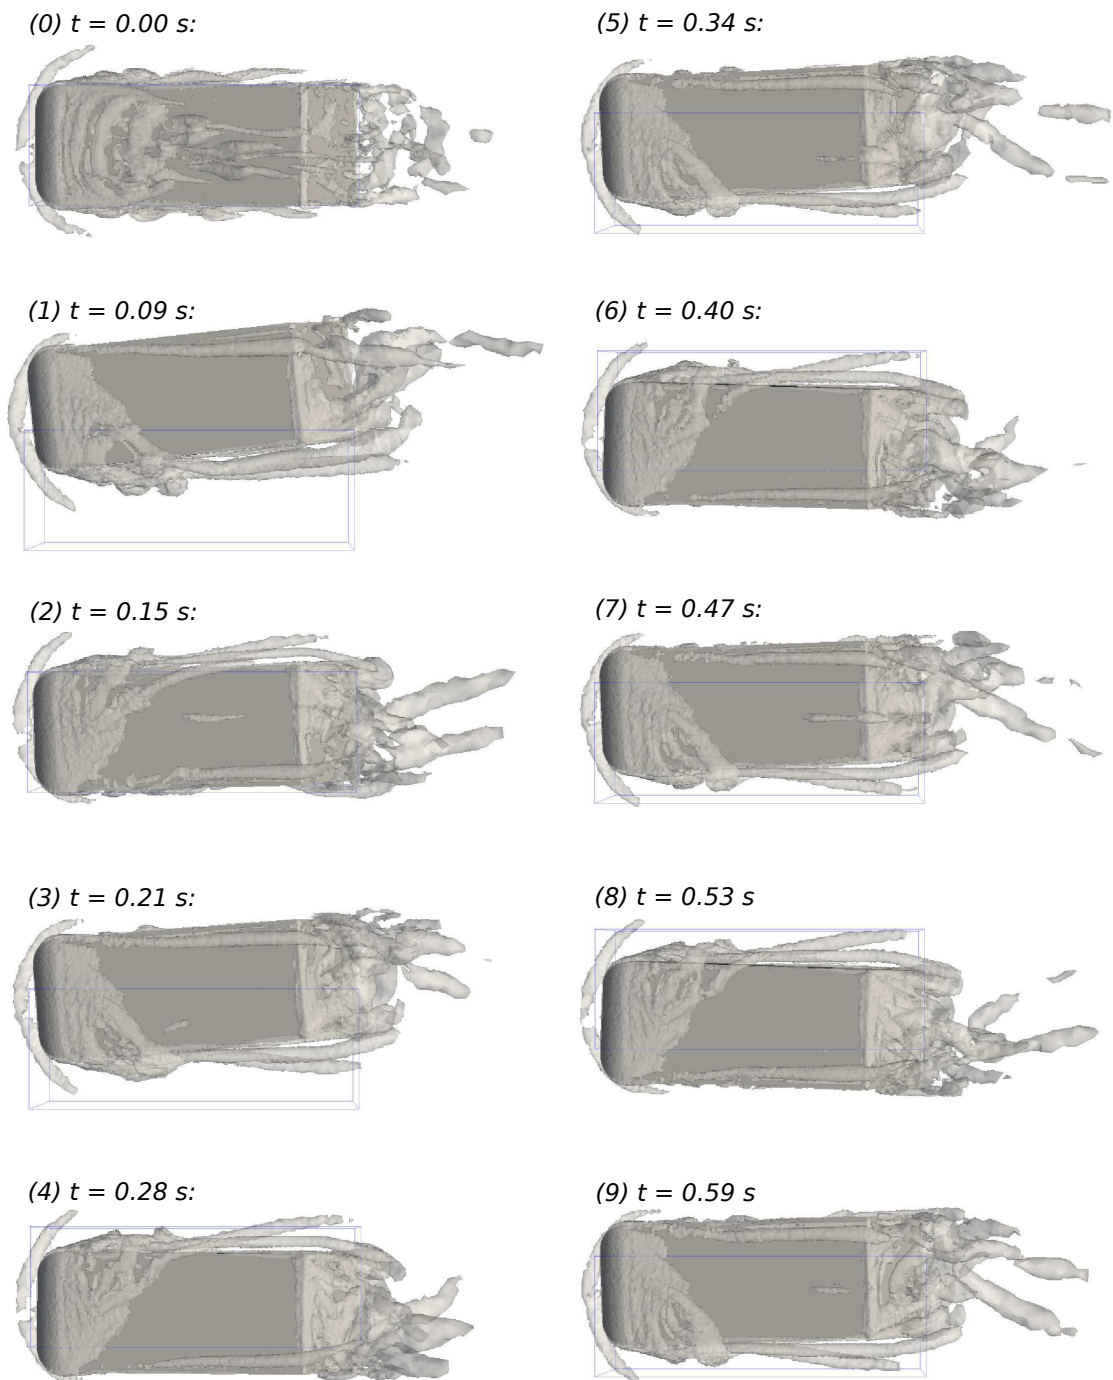 (0) t = 0.00 s:
(1) t = 0.09 s:
(2) t = 0.15 s:
(3) t = 0.21 s:
(4) t = 0.28 s:
(5) t = 0.34 s:
(6) t = 0.40 s:
(7) t = 0.47 s:
(8) t = 0.53 s
(9) t = 0.59 s